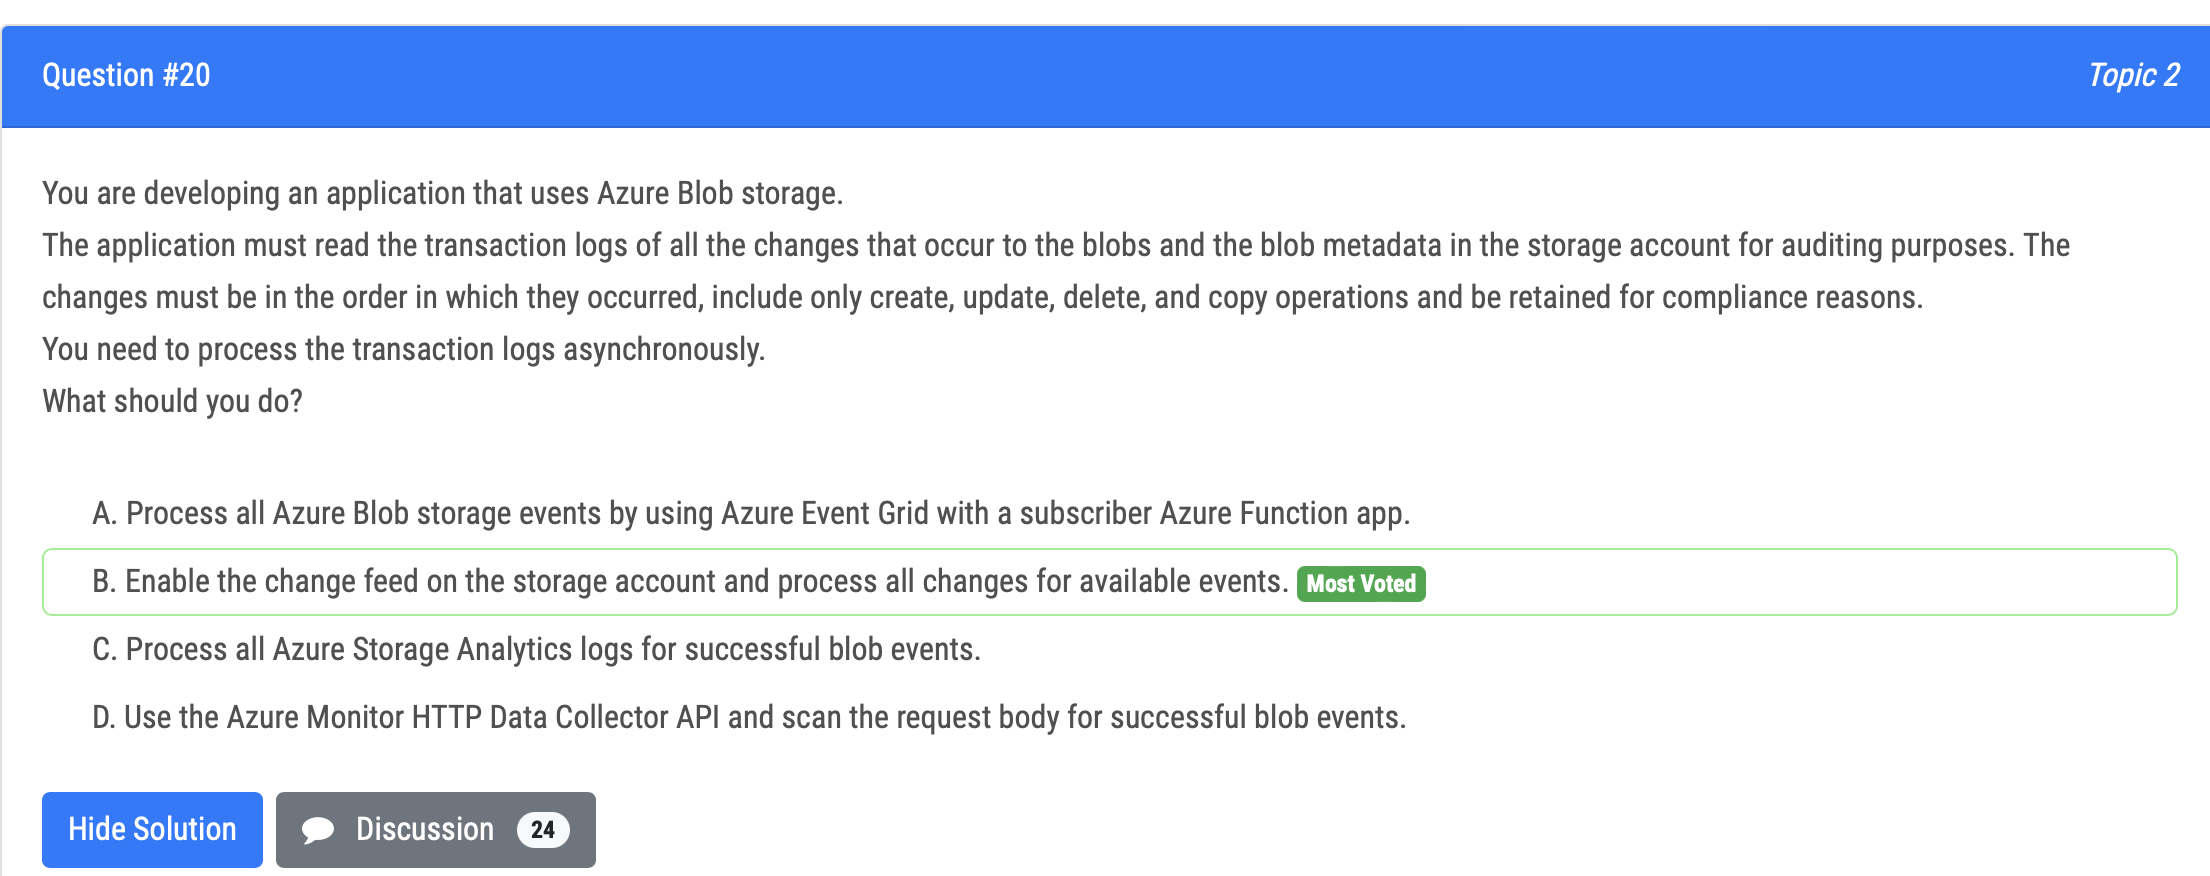 Question #20
Topic 2
You are developing an application that uses Azure Blob storage.
The application must read the transaction logs of all the changes that occur to the blobs and the blob metadata in the storage account for auditing purposes. The
changes must be in the order in which they occurred, include only create, update, delete, and copy operations and be retained for compliance reasons.
You need to process the transaction logs asynchronously.
What should you do?
A. Process all Azure Blob storage events by using Azure Event Grid with a subscriber Azure Function app.
B. Enable the change feed on the storage account and process all changes for available events. Most Voted
C. Process all Azure Storage Analytics logs for successful blob events.
D. Use the Azure Monitor HTTP Data Collector API and scan the request body for successful blob events.
Hide Solution
Discussion 24